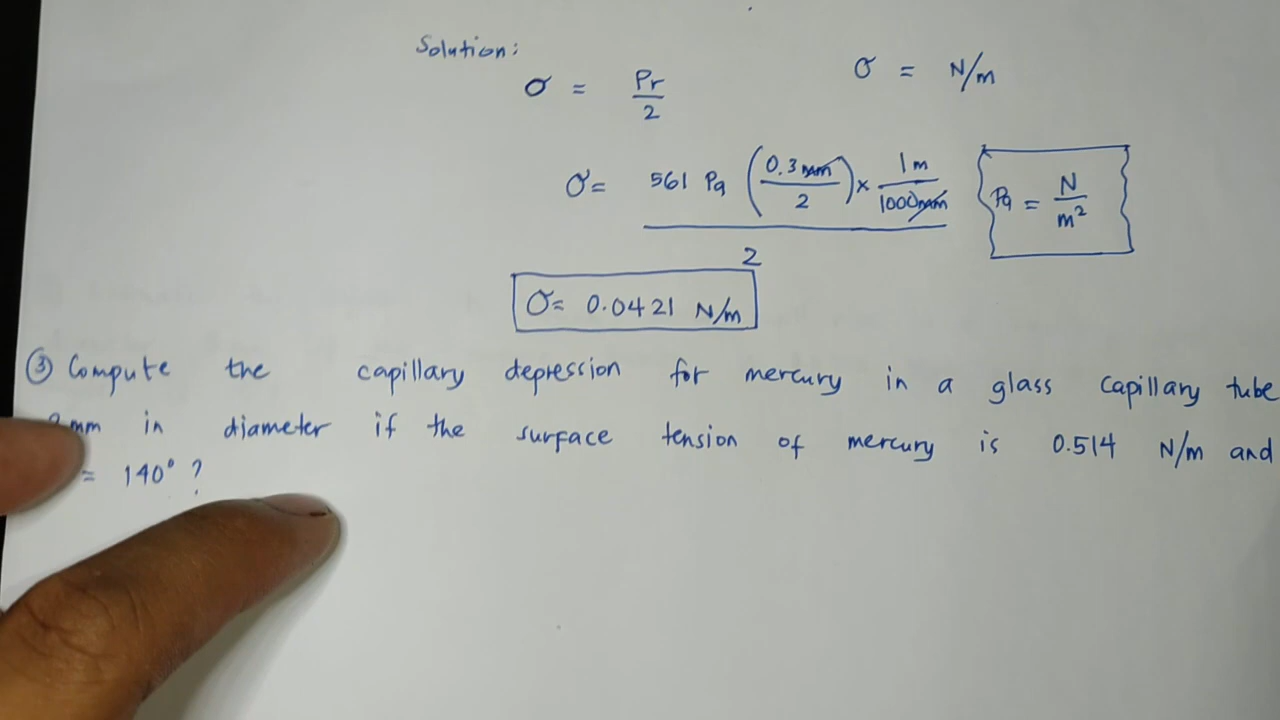 Solution:
σ = Pr/2
σ = N/m
σ = 561 Pa (0.3 mm/2) × 1 m/1000 mm
2
Pa = N/m²
σ = 0.0421 N/m
③ Compute the capillary depression for mercury in a glass capillary tube
mm in diameter if the surface tension of mercury is 0.514 N/m and
= 140° ?